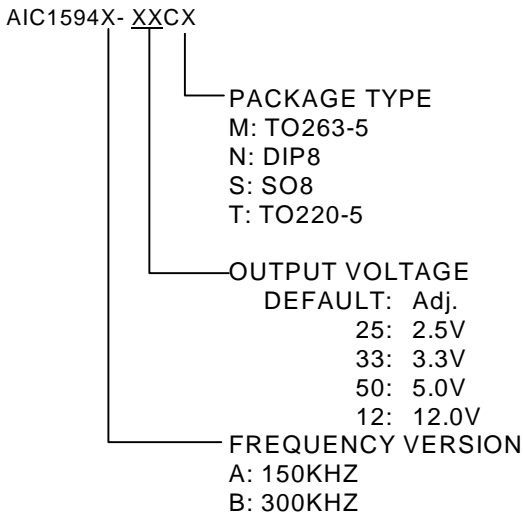 AIC1594X- XXCX
PACKAGE TYPE
M: TO263-5
N: DIP8
S: SO8
T: TO220-5
OUTPUT VOLTAGE
DEFAULT: Adj.
25: 2.5V
33: 3.3V
50: 5.0V
12: 12.0V
FREQUENCY VERSION
A: 150KHZ
B: 300KHZ